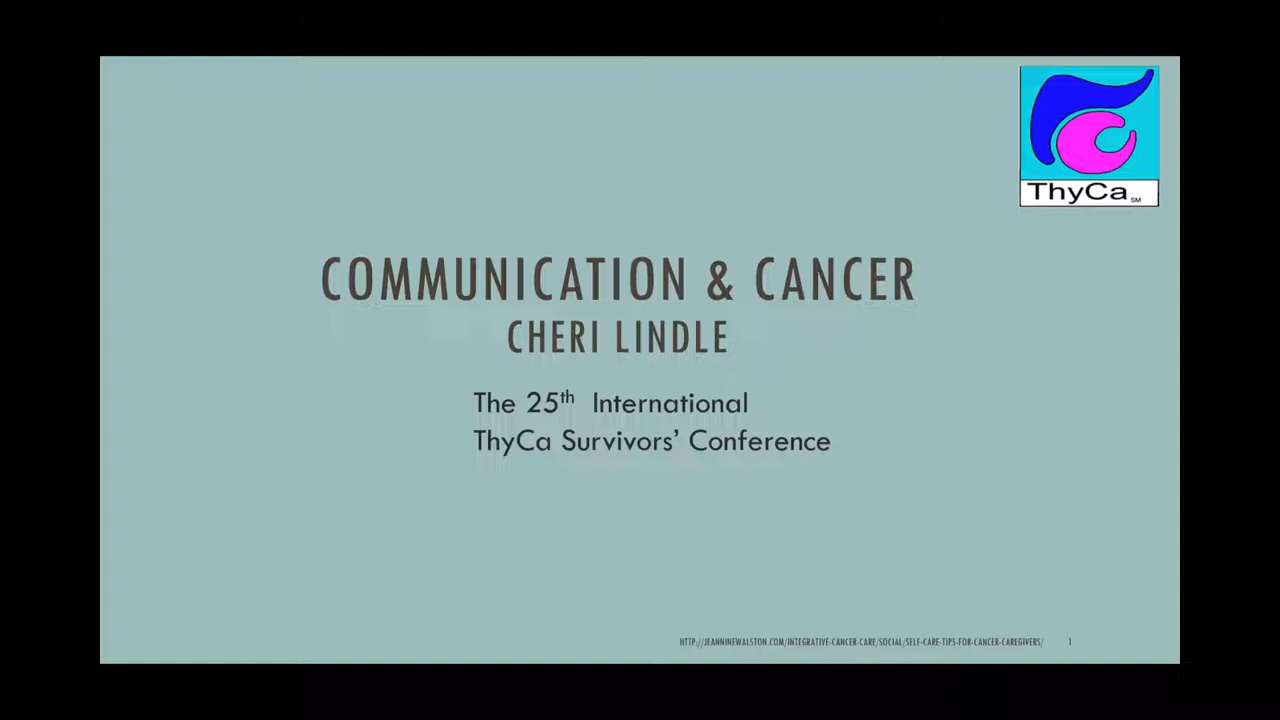 ThyCa SM
COMMUNICATION & CANCER
CHERI LINDLE
The 25th International
ThyCa Survivors' Conference
HTTP://JEANNINEWALSTON.COM/INTEGRATIVE-CANCER-CARE/SOCIAL/SELF-CARE-TIPS-FOR-CANCER-CAREGIVERS/ 1